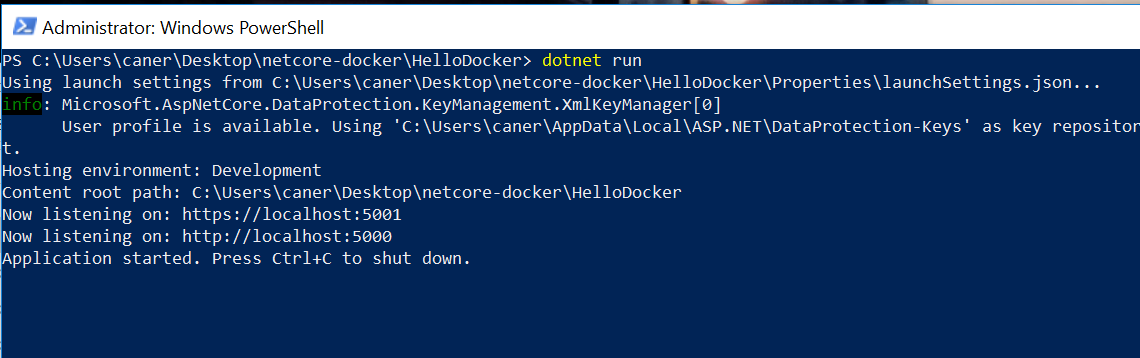 Administrator: Windows PowerShell
PS C:\Users\caner\Desktop\netcore-docker\HelloDocker> dotnet run
Using launch settings from C:\Users\caner\Desktop\netcore-docker\HelloDocker\Properties\launchSettings.json...
info: Microsoft.AspNetCore.DataProtection.KeyManagement.XmlKeyManager[0]
      User profile is available. Using 'C:\Users\caner\AppData\Local\ASP.NET\DataProtection-Keys' as key repositor
t.
Hosting environment: Development
Content root path: C:\Users\caner\Desktop\netcore-docker\HelloDocker
Now listening on: https://localhost:5001
Now listening on: http://localhost:5000
Application started. Press Ctrl+C to shut down.